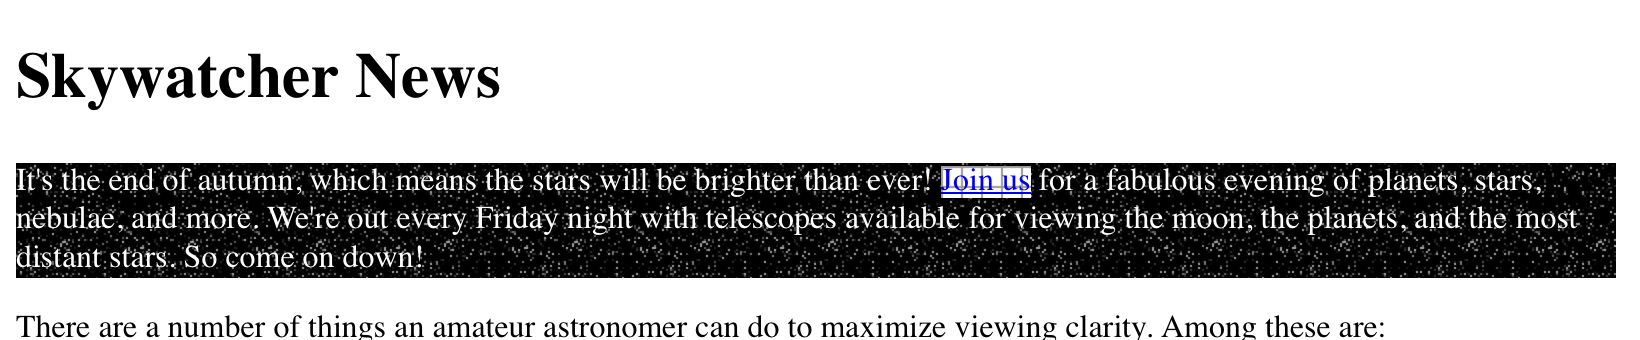 Skywatcher News
It's the end of autumn, which means the stars will be brighter than ever! Join us for a fabulous evening of planets, stars,
nebulae, and more. We're out every Friday night with telescopes available for viewing the moon, the planets, and the most
distant stars. So come on down!
There are a number of things an amateur astronomer can do to maximize viewing clarity. Among these are: